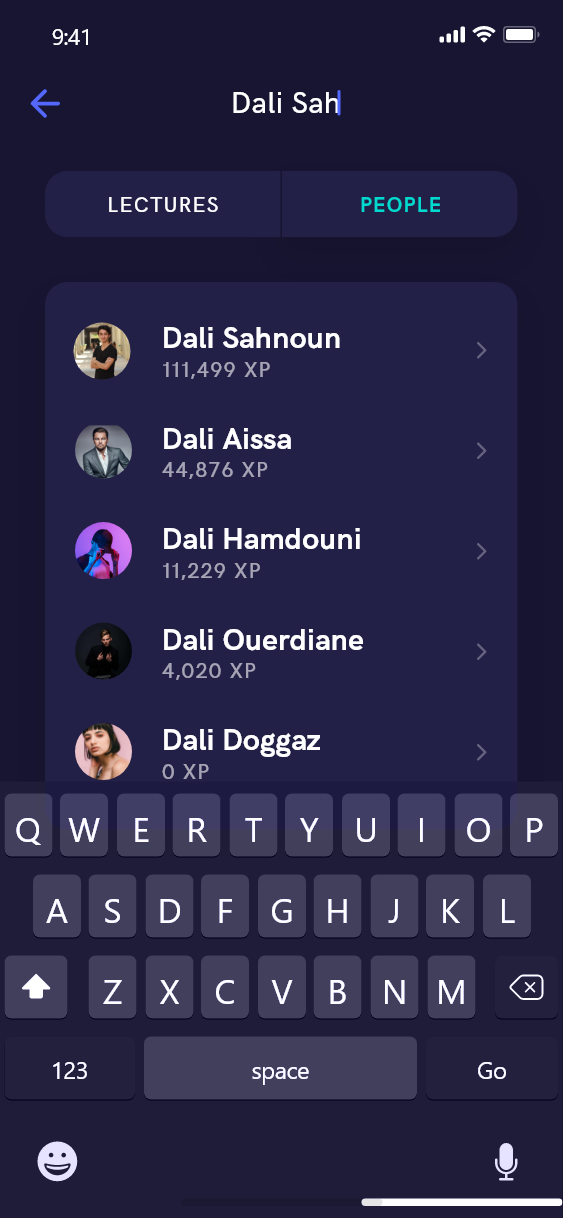 9:41
Dali Sah
LECTURES PEOPLE
Dali Sahnoun
111,499 XP
Dali Aissa
44,876 XP
Dali Hamdouni
11,229 XP
Dali Ouerdiane
4,020 XP
Dali Doggaz
0 XP
Q W E R T Y U I O P
A S D F G H J K L
Z X C V B N M
123 space Go